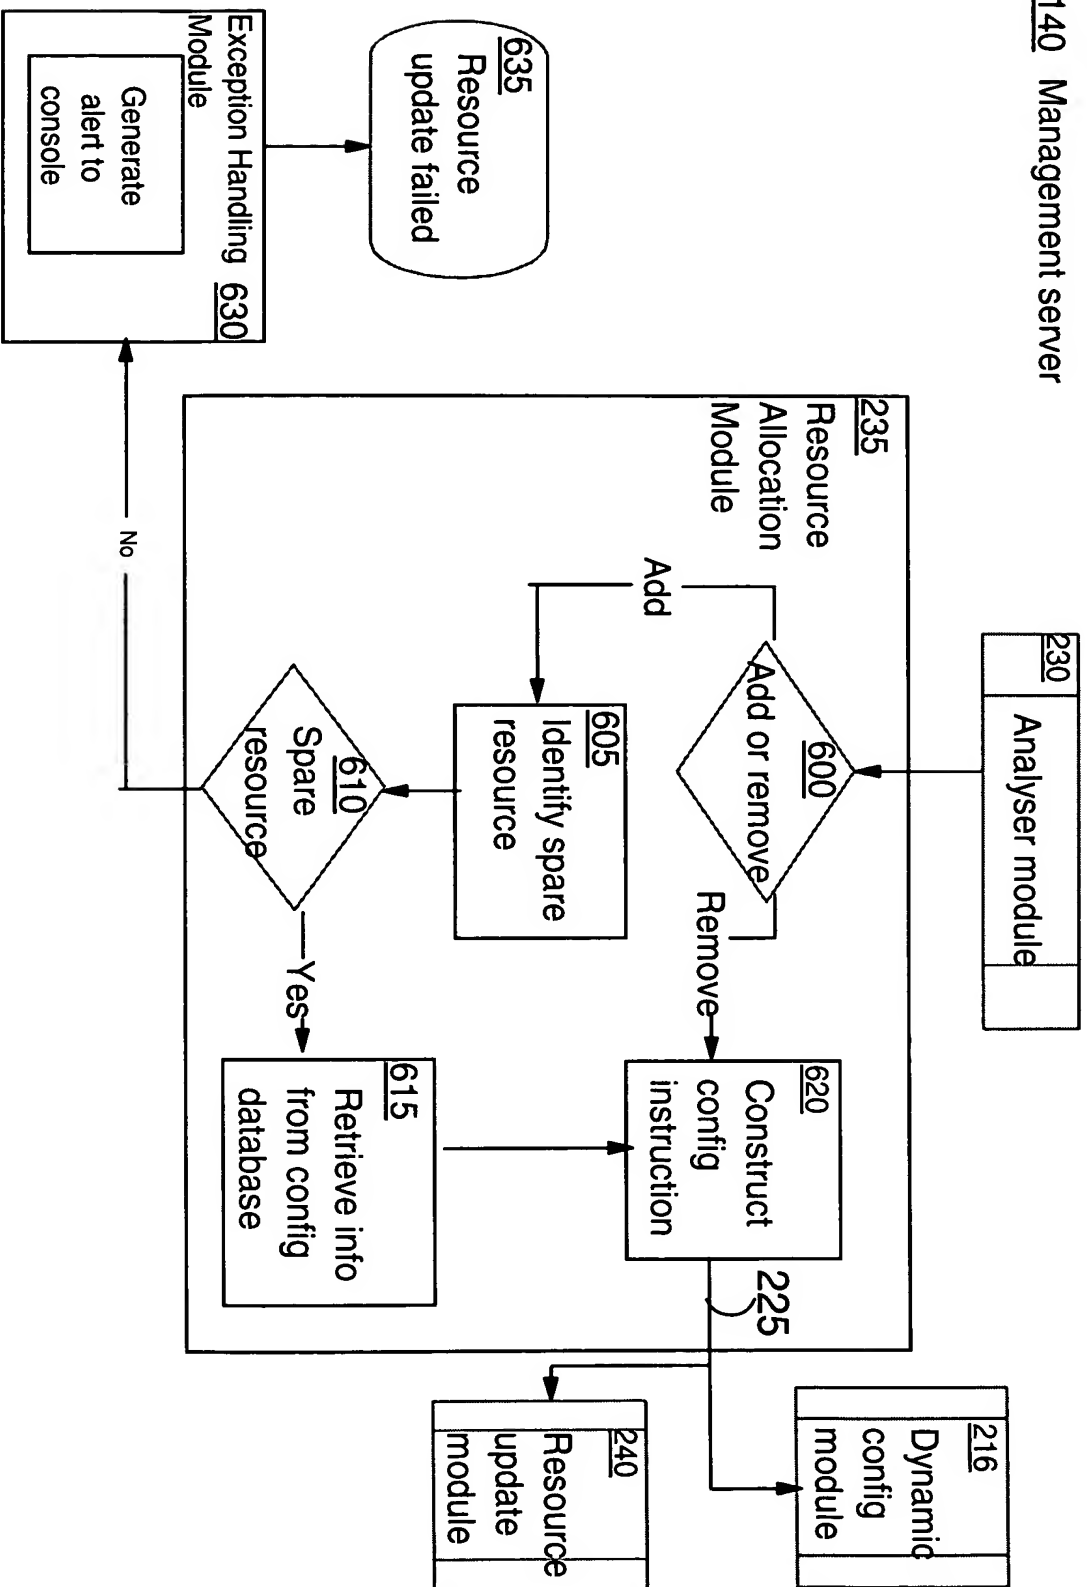 140 Management server
230
Analyser module
235
Resource
Allocation
Module
600
Add or remove
Add
Remove
605
Identify spare
resource
610
Spare
resource
Yes
No
615
Retrieve info
from config
database
620
Construct
config
instruction
225
216
Dynamic
config
module
240
Resource
update
module
Exception Handling 630
Module
Generate
alert to
console
635
Resource
update failed